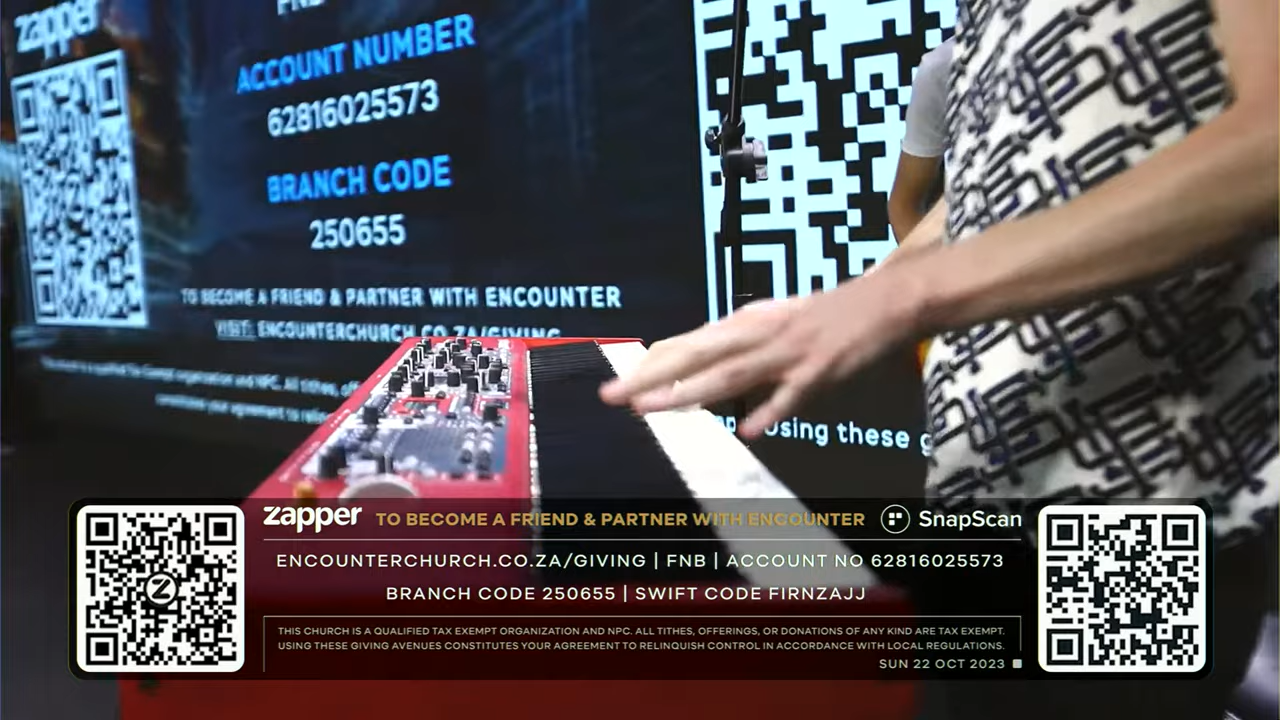 zapper
FNB
ACCOUNT NUMBER
62816025573
BRANCH CODE
250655
TO BECOME A FRIEND & PARTNER WITH ENCOUNTER
VISIT: ENCOUNTERCHURCH.CO.ZA/GIVING
Using these
zapper TO BECOME A FRIEND & PARTNER WITH ENCOUNTER SnapScan
ENCOUNTERCHURCH.CO.ZA/GIVING | FNB | ACCOUNT NO 62816025573
BRANCH CODE 250655 | SWIFT CODE FIRNZAJJ
THIS CHURCH IS A QUALIFIED TAX EXEMPT ORGANIZATION AND NPC. ALL TITHES, OFFERINGS, OR DONATIONS OF ANY KIND ARE TAX EXEMPT.
USING THESE GIVING AVENUES CONSTITUTES YOUR AGREEMENT TO RELINQUISH CONTROL IN ACCORDANCE WITH LOCAL REGULATIONS.
SUN 22 OCT 2023